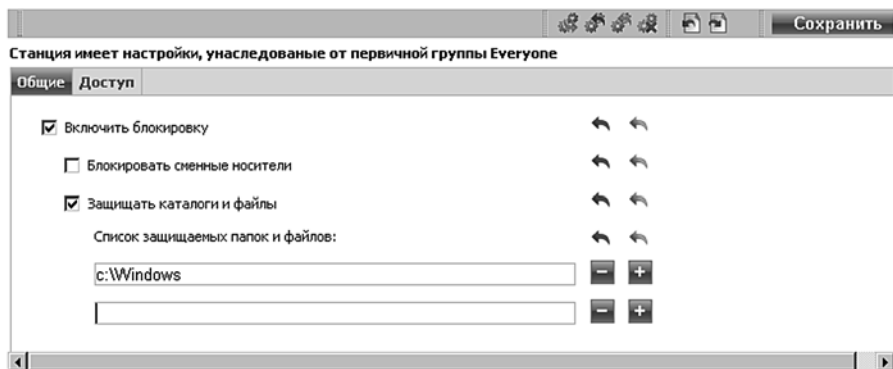 Сохранить
Станция имеет настройки, унаследованые от первичной группы Everyone
Общие Доступ
Включить блокировку
Блокировать сменные носители
Защищать каталоги и файлы
Список защищаемых папок и файлов:
c:\Windows